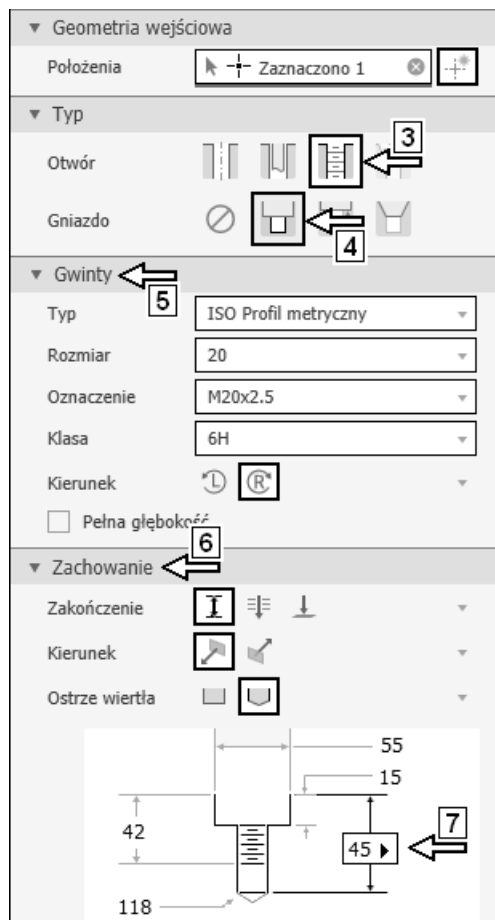 Geometria wejściowa
Położenia Zaznaczono 1
Typ
Otwór 3
Gniazdo 4
Gwinty 5
Typ ISO Profil metryczny
Rozmiar 20
Oznaczenie M20x2.5
Klasa 6H
Kierunek L R
Pełna głębokość
6
Zachowanie
Zakończenie
Kierunek
Ostrze wiertła
55
15
42 45 7
118